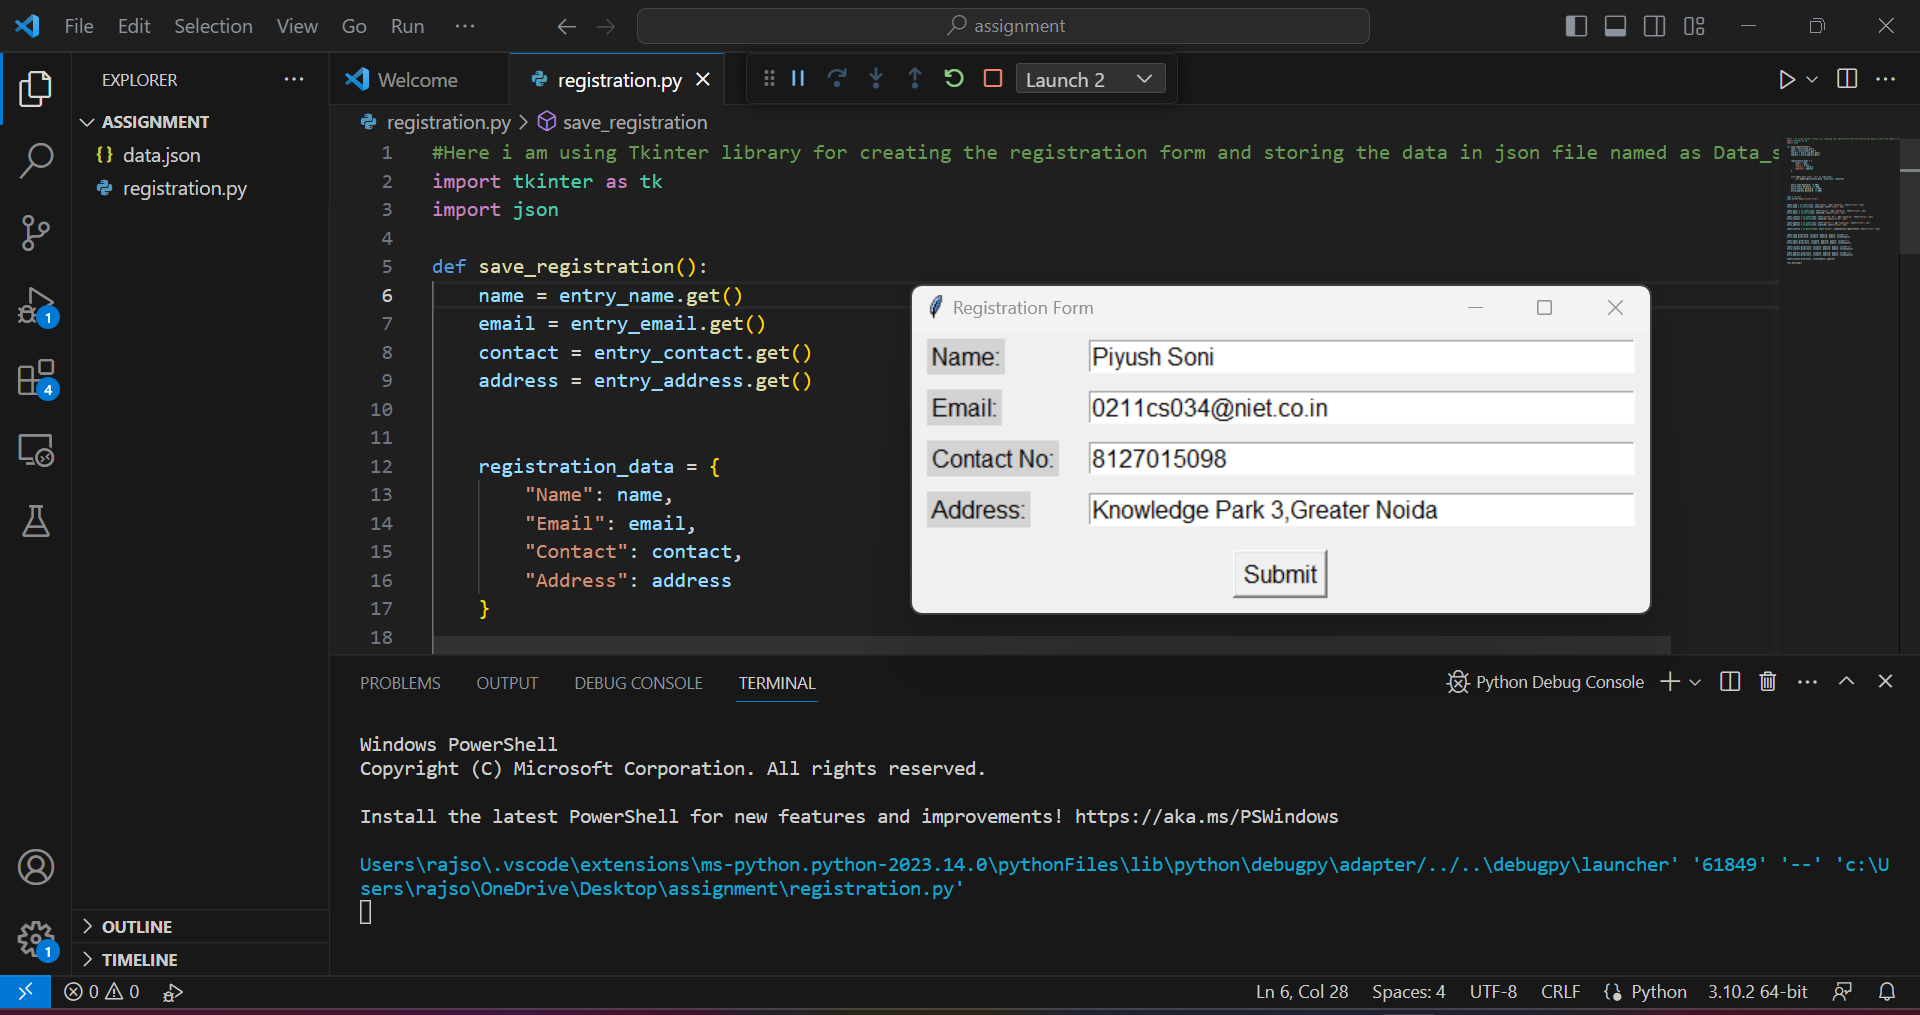 File Edit Selection View Go Run ··· assignment
EXPLORER ···
ASSIGNMENT
{} data.json
registration.py
Welcome registration.py Launch 2
registration.py > save_registration
1 #Here i am using Tkinter library for creating the registration form and storing the data in json file named as Data_s
2 import tkinter as tk
3 import json
4
5 def save_registration():
6 name = entry_name.get()
7 email = entry_email.get()
8 contact = entry_contact.get()
9 address = entry_address.get()
10
11
12 registration_data = {
13 "Name": name,
14 "Email": email,
15 "Contact": contact,
16 "Address": address
17 }
18
Registration Form
Name: Piyush Soni
Email: 0211cs034@niet.co.in
Contact No: 8127015098
Address: Knowledge Park 3,Greater Noida
Submit
PROBLEMS OUTPUT DEBUG CONSOLE TERMINAL Python Debug Console
Windows PowerShell
Copyright (C) Microsoft Corporation. All rights reserved.
Install the latest PowerShell for new features and improvements! https://aka.ms/PSWindows
Users\rajso\.vscode\extensions\ms-python.python-2023.14.0\pythonFiles\lib\python\debugpy\adapter/../..\debugpy\launcher' '61849' '--' 'c:\U
sers\rajso\OneDrive\Desktop\assignment\registration.py'
1
4
1
OUTLINE
TIMELINE
0 0 Ln 6, Col 28 Spaces: 4 UTF-8 CRLF Python 3.10.2 64-bit